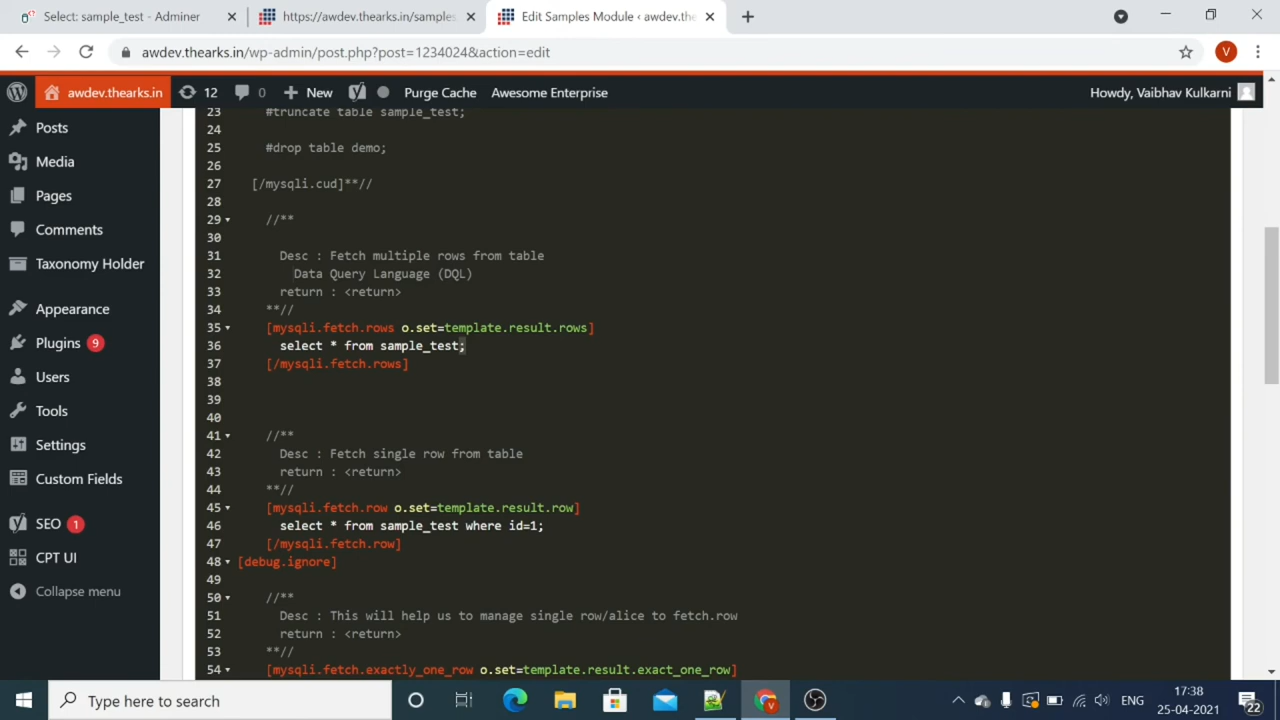 Select: sample_test - Adminer
https://awdev.thearks.in/samples
Edit Samples Module ‹ awdev.the
awdev.thearks.in/wp-admin/post.php?post=1234024&action=edit
V
awdev.thearks.in
12
0
New
Purge Cache
Awesome Enterprise
Howdy, Vaibhav Kulkarni
Posts
Media
Pages
Comments
Taxonomy Holder
Appearance
Plugins 9
Users
Tools
Settings
Custom Fields
SEO 1
CPT UI
Collapse menu
23 #truncate table sample_test;
24
25 #drop table demo;
26
27 [/mysqli.cud]**//
28
29 //**
30
31 Desc : Fetch multiple rows from table
32 Data Query Language (DQL)
33 return : <return>
34 **//
35 [mysqli.fetch.rows o.set=template.result.rows]
36 select * from sample_test;
37 [/mysqli.fetch.rows]
38
39
40
41 //**
42 Desc : Fetch single row from table
43 return : <return>
44 **//
45 [mysqli.fetch.row o.set=template.result.row]
46 select * from sample_test where id=1;
47 [/mysqli.fetch.row]
48 [debug.ignore]
49
50 //**
51 Desc : This will help us to manage single row/alice to fetch.row
52 return : <return>
53 **//
54 [mysqli.fetch.exactly_one_row o.set=template.result.exact_one_row]
Type here to search
ENG
17:38
25-04-2021
22